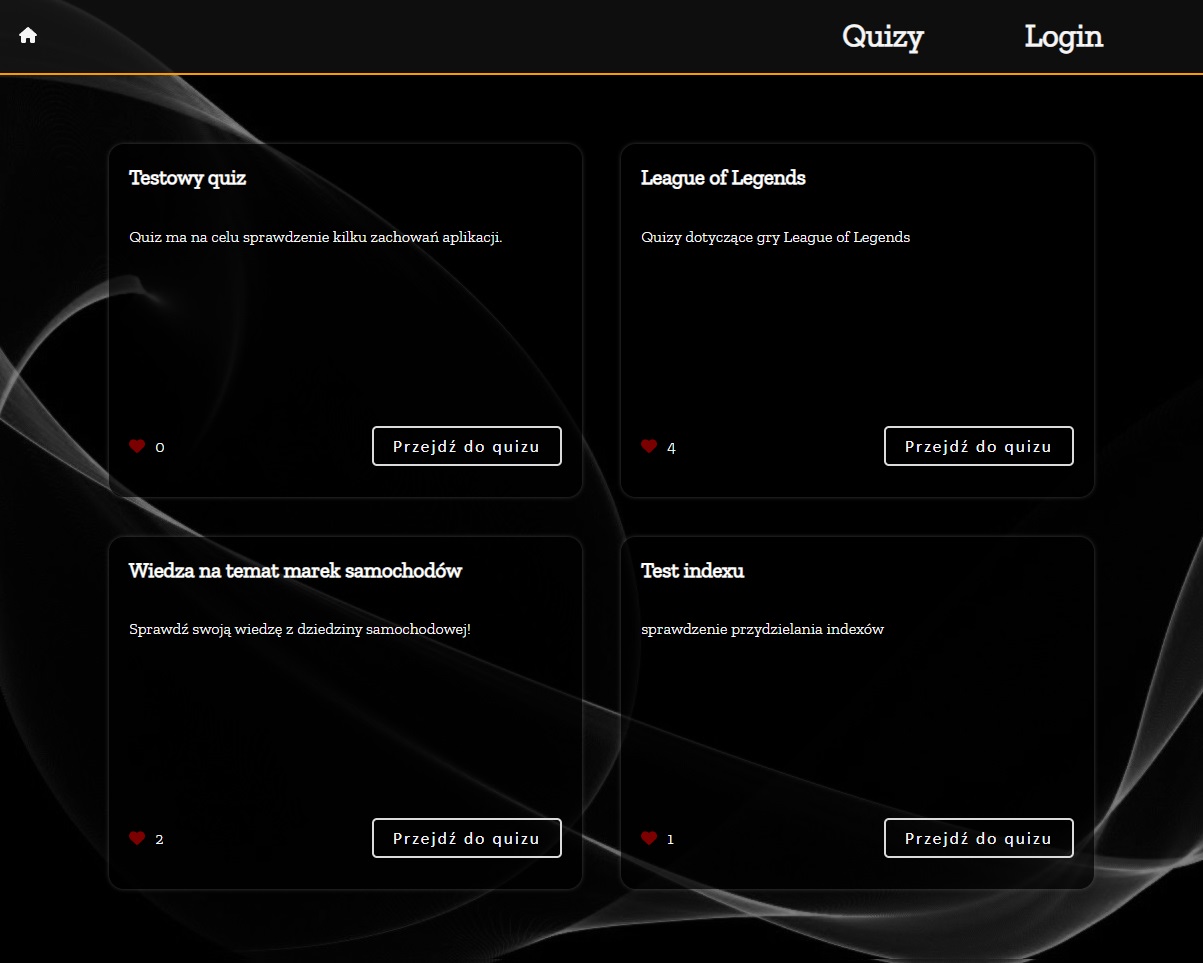 Quizy Login
Testowy quiz
Quiz ma na celu sprawdzenie kilku zachowań aplikacji.
0 Przejdź do quizu
League of Legends
Quizy dotyczące gry League of Legends
4 Przejdź do quizu
Wiedza na temat marek samochodów
Sprawdź swoją wiedzę z dziedziny samochodowej!
2 Przejdź do quizu
Test indexu
sprawdzenie przydzielania indexów
1 Przejdź do quizu